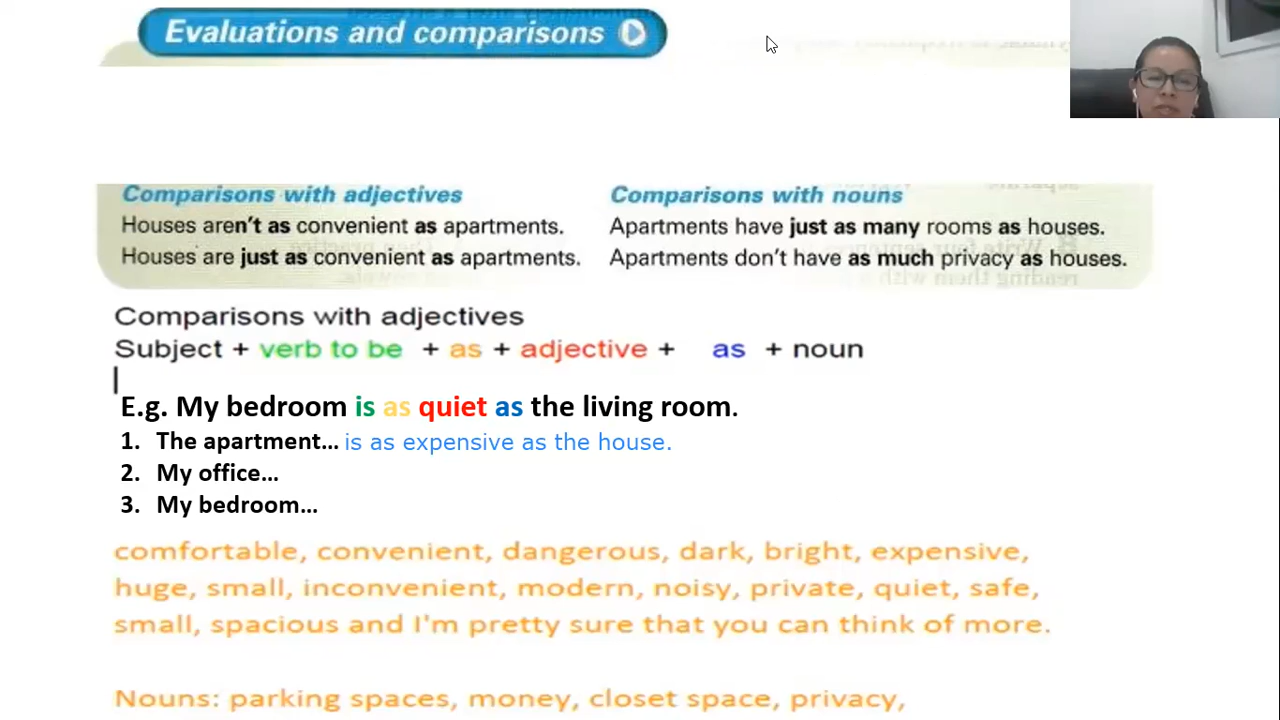 Evaluations and comparisons
Comparisons with adjectives
Houses aren't as convenient as apartments.
Houses are just as convenient as apartments.
Comparisons with nouns
Apartments have just as many rooms as houses.
Apartments don't have as much privacy as houses.
Comparisons with adjectives
Subject + verb to be + as + adjective + as + noun
E.g. My bedroom is as quiet as the living room.
1. The apartment... is as expensive as the house.
2. My office...
3. My bedroom...
comfortable, convenient, dangerous, dark, bright, expensive,
huge, small, inconvenient, modern, noisy, private, quiet, safe,
small, spacious and I'm pretty sure that you can think of more.
Nouns: parking spaces, money, closet space, privacy,